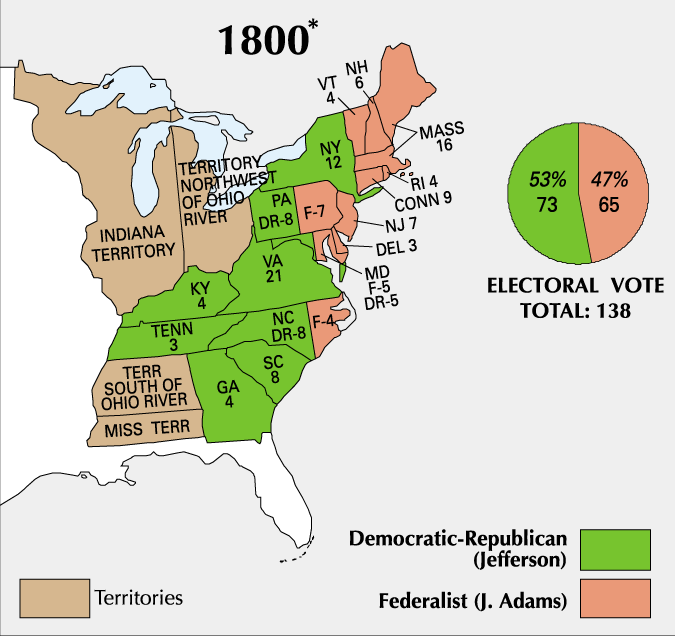 1800*
VT
4
NH
6
MASS
16
NY
12
RI 4
CONN 9
TERRITORY
NORTHWEST
OF OHIO
RIVER
PA
DR-8
F-7
NJ 7
DEL 3
INDIANA
TERRITORY
VA
21
MD
F-5
DR-5
KY
4
NC
DR-8
F-4
TENN
3
SC
8
TERR
SOUTH OF
OHIO RIVER
GA
4
MISS TERR
53%
73
47%
65
ELECTORAL VOTE
TOTAL: 138
Democratic-Republican
(Jefferson)
Federalist (J. Adams)
Territories